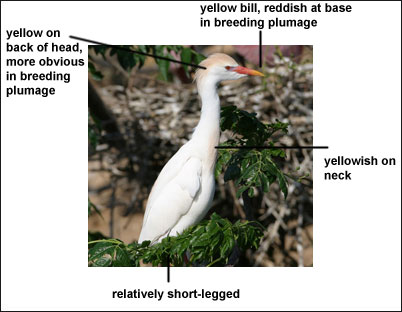 yellow bill, reddish at base
in breeding plumage
yellow on
back of head,
more obvious
in breeding
plumage
yellowish on
neck
relatively short-legged